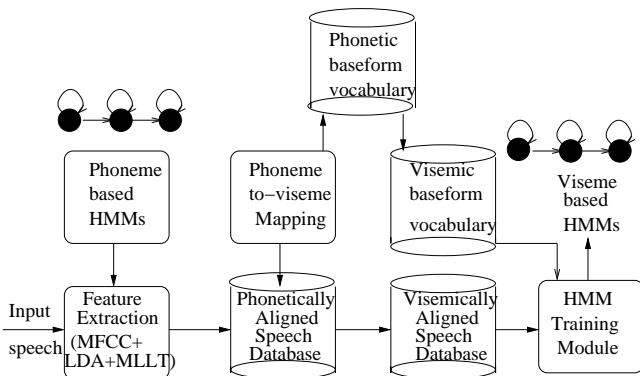 Phonetic
baseform
vocabulary
Phoneme
based
HMMs
Phoneme
to−viseme
Mapping
Visemic
baseform
vocabulary
Viseme
based
HMMs
Input
speech
Feature
Extraction
(MFCC+
LDA+MLLT)
Phonetically
Aligned
Speech
Database
Visemically
Aligned
Speech
Database
HMM
Training
Module